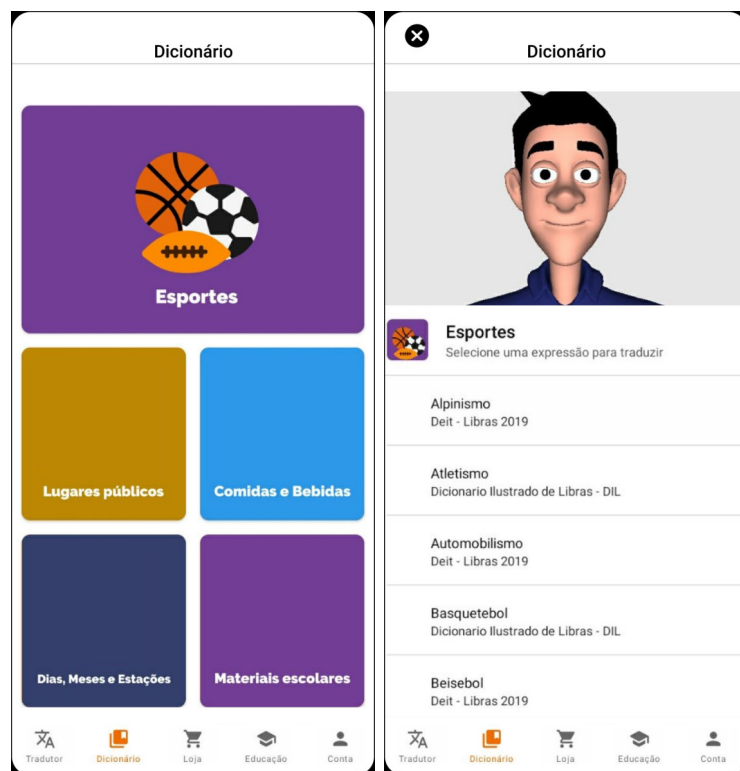 Dicionário
Esportes
Lugares públicos
Comidas e Bebidas
Dias, Meses e Estações
Materiais escolares
Tradutor
Dicionário
Loja
Educação
Conta
Dicionário
Esportes
Selecione uma expressão para traduzir
Alpinismo
Deit - Libras 2019
Atletismo
Dicionario Ilustrado de Libras - DIL
Automobilismo
Deit - Libras 2019
Basquetebol
Dicionario Ilustrado de Libras - DIL
Beisebol
Deit - Libras 2019
Tradutor
Dicionário
Loja
Educação
Conta